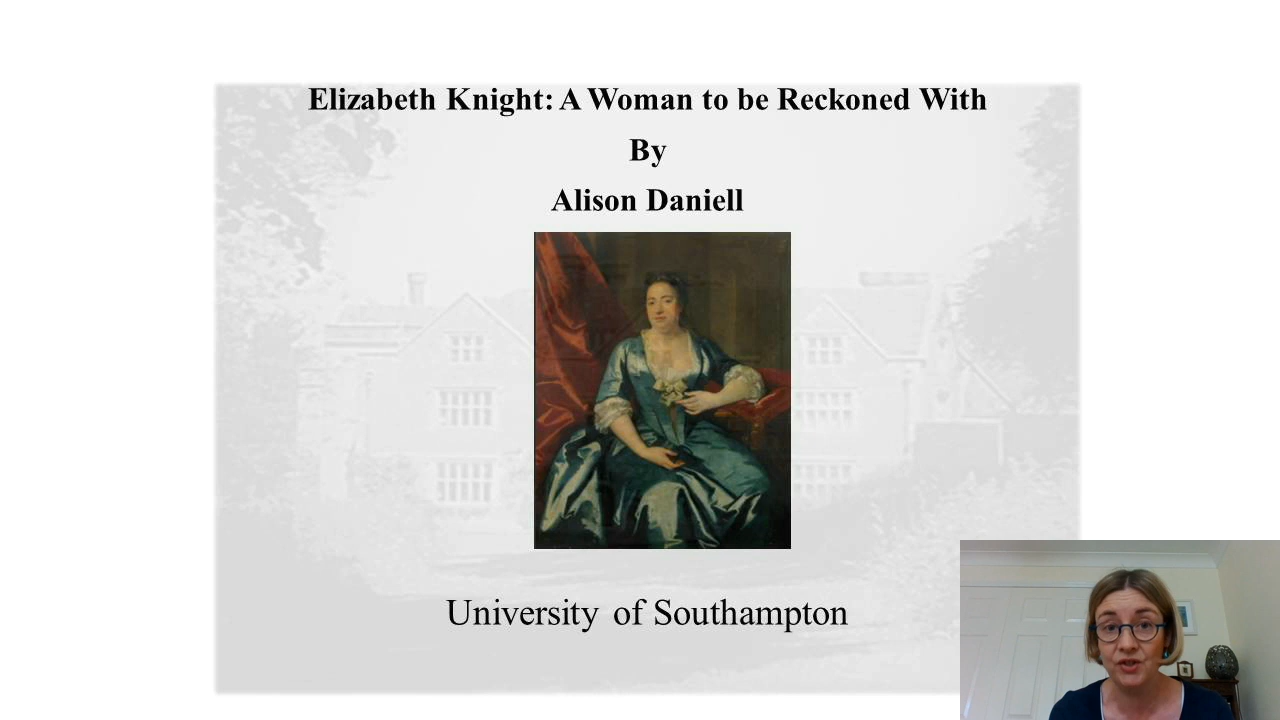 Elizabeth Knight: A Woman to be Reckoned With
By
Alison Daniell
University of Southampton